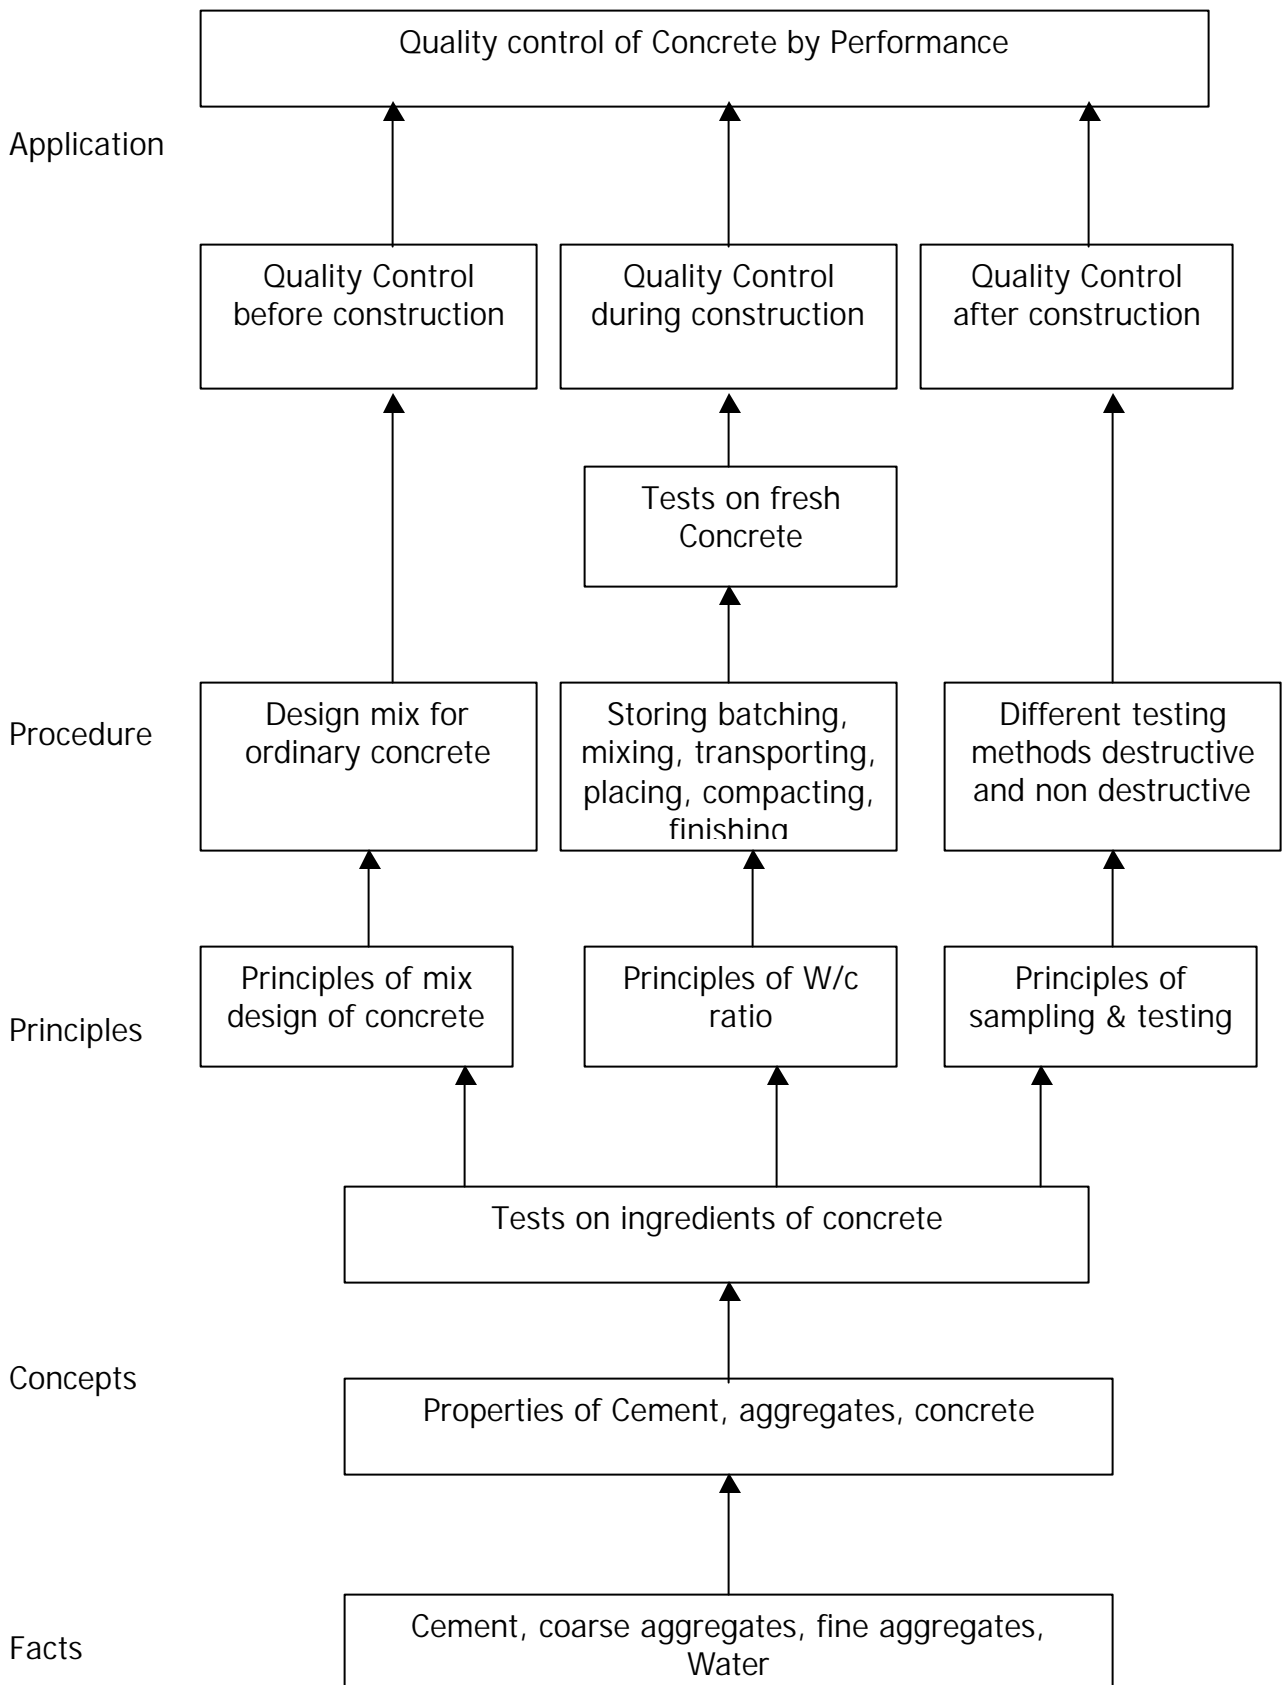 Quality control of Concrete by Performance
Application
Quality Control
before construction
Quality Control
during construction
Quality Control
after construction
Tests on fresh
Concrete
Procedure
Design mix for
ordinary concrete
Storing batching,
mixing, transporting,
placing, compacting,
finishing
Different testing
methods destructive
and non destructive
Principles
Principles of mix
design of concrete
Principles of W/c
ratio
Principles of
sampling & testing
Tests on ingredients of concrete
Concepts
Properties of Cement, aggregates, concrete
Facts
Cement, coarse aggregates, fine aggregates,
Water